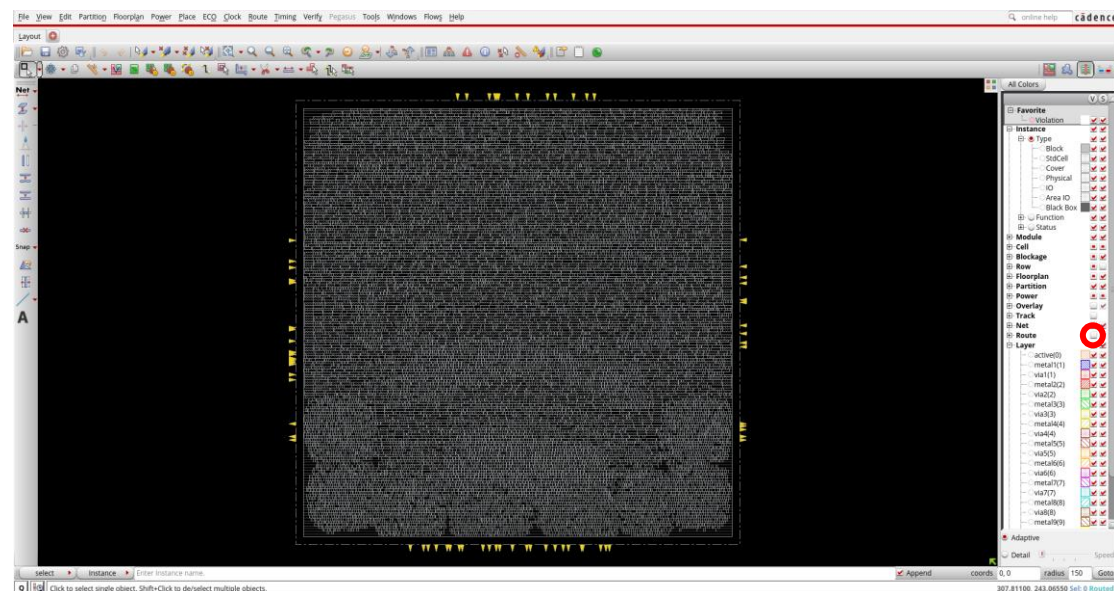 File View Edit Partition Floorplan Power Place ECO Clock Route Timing Verify Pegasus Tools Windows Flows Help
online help cādence
Layout
Net
Snap
A
All Colors
V S
Favorite
Violation
Instance
Type
Block
StdCell
Cover
Physical
IO
Area IO
Black Box
Function
Status
Module
Cell
Blockage
Row
Floorplan
Partition
Power
Overlay
Track
Net
Route
Layer
active(0)
metal1(1)
via1(1)
metal2(2)
via2(2)
metal3(3)
via3(3)
metal4(4)
via4(4)
metal5(5)
via5(5)
metal6(6)
via6(6)
metal7(7)
via7(7)
metal8(8)
via8(8)
metal9(9)
Adaptive
Detail Speed
select Instance Enter Instance name. Append coords 0, 0 radius 150 Goto
Q Click to select single object. Shift+Click to de/select multiple objects. 307.81100, 243.06550 Sel: 0 Routed